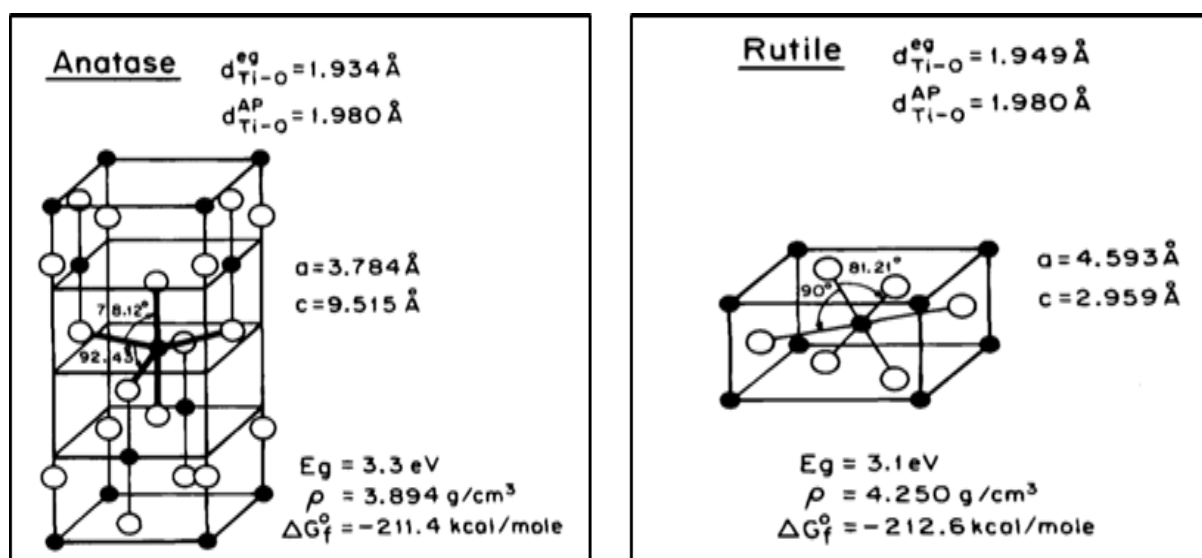 Anatase
d^eg_Ti-O = 1.934 Å
d^AP_Ti-O = 1.980 Å
a = 3.784 Å
c = 9.515 Å
78.12°
92.43
Eg = 3.3 eV
ρ = 3.894 g/cm³
ΔG°f = -211.4 kcal/mole
Rutile
d^eg_Ti-O = 1.949 Å
d^AP_Ti-O = 1.980 Å
81.21°
90°
a = 4.593 Å
c = 2.959 Å
Eg = 3.1 eV
ρ = 4.250 g/cm³
ΔG°f = -212.6 kcal/mole